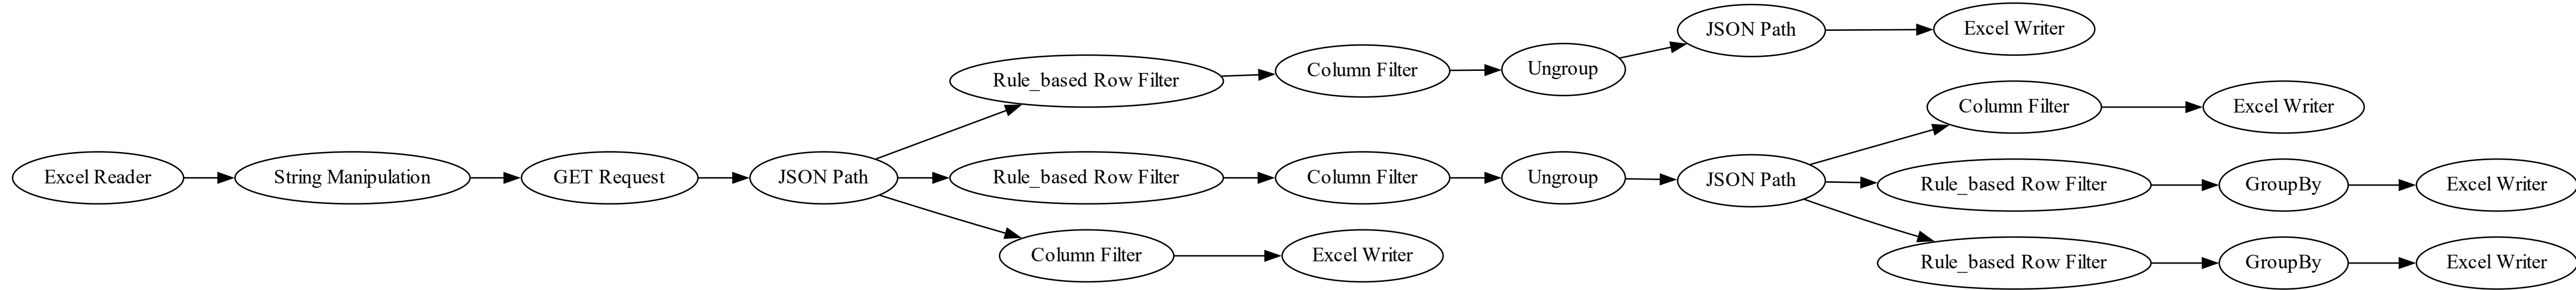 JSON Path
Excel Writer
Rule_based Row Filter
Column Filter
Ungroup
Column Filter
Excel Writer
Excel Reader
String Manipulation
GET Request
JSON Path
Rule_based Row Filter
Column Filter
Ungroup
JSON Path
Rule_based Row Filter
GroupBy
Excel Writer
Column Filter
Excel Writer
Rule_based Row Filter
GroupBy
Excel Writer